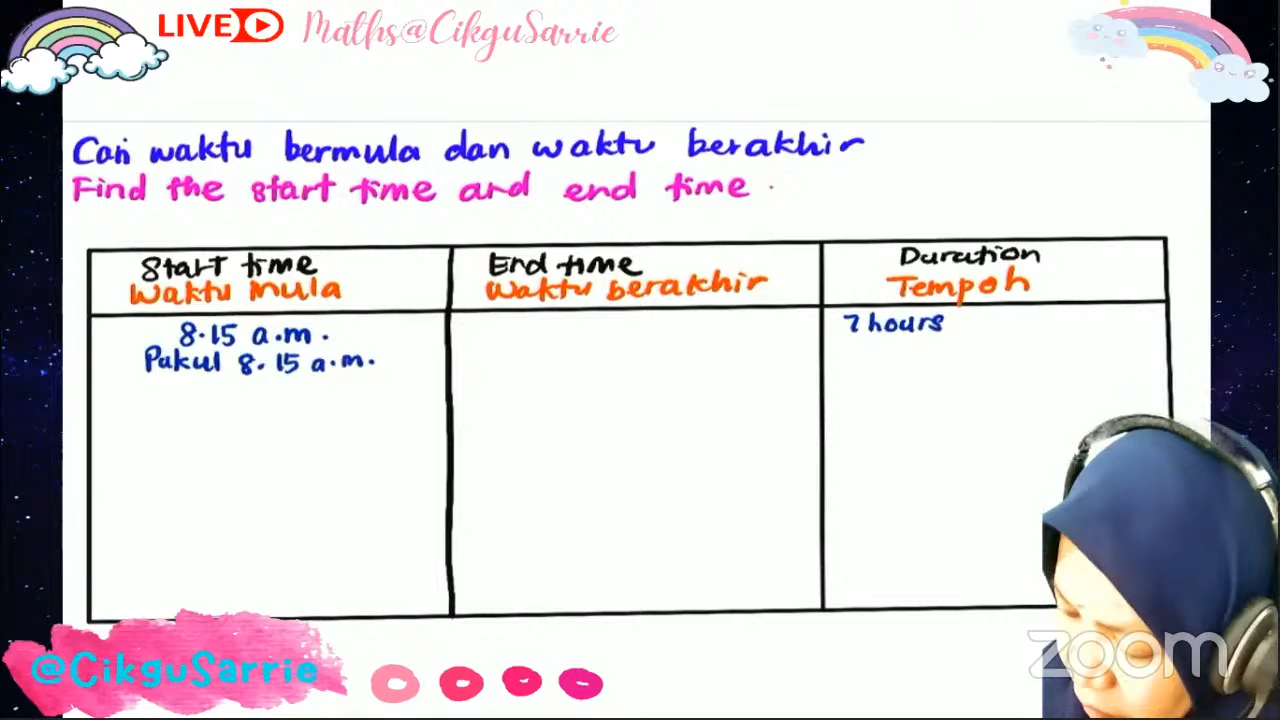 LIVE Maths@CikguSarrie
Cari waktu bermula dan waktu berakhir
Find the start time and end time
Start time
Waktu mula
End time
Waktu berakhir
Duration
Tempoh
8.15 a.m.
Pukul 8.15 a.m.
7 hours
@CikguSarrie
zoom